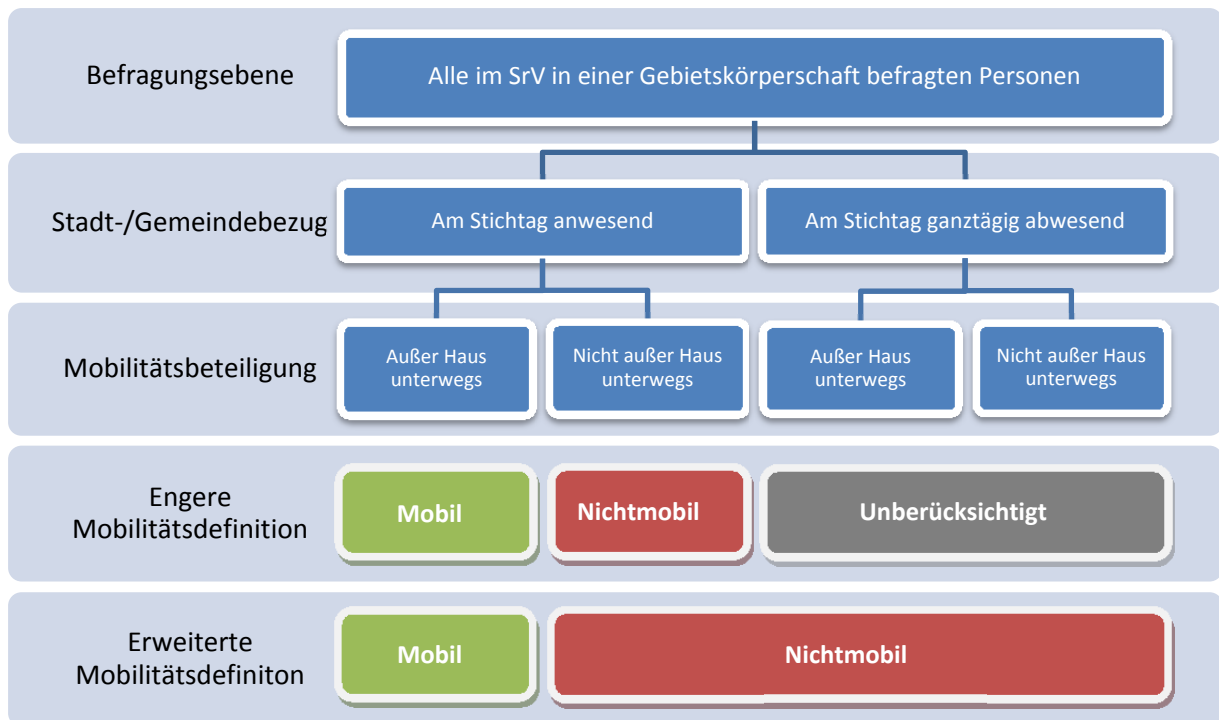 Befragungsebene
Alle im SrV in einer Gebietskörperschaft befragten Personen
Stadt-/Gemeindebezug
Am Stichtag anwesend
Am Stichtag ganztägig abwesend
Mobilitätsbeteiligung
Außer Haus
unterwegs
Nicht außer Haus
unterwegs
Außer Haus
unterwegs
Nicht außer Haus
unterwegs
Engere
Mobilitätsdefinition
Mobil
Nichtmobil
Unberücksichtigt
Erweiterte
Mobilitätsdefiniton
Mobil
Nichtmobil